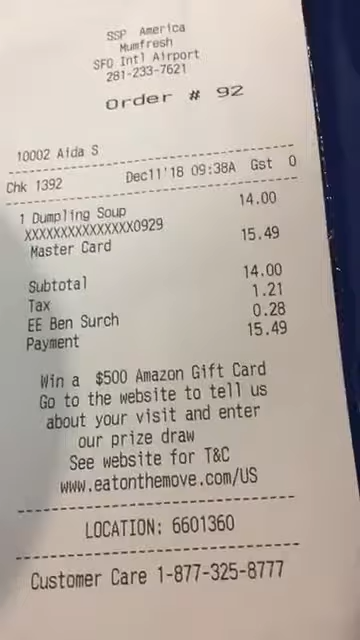 SSP America
Mumfresh
SFO Intl Airport
281-233-7621
Order # 92
10002 Aida S
Chk 1392 Dec11'18 09:38A Gst 0
1 Dumpling Soup 14.00
XXXXXXXXXXXXXXX0929
Master Card 15.49
Subtotal 14.00
Tax 1.21
EE Ben Surch 0.28
Payment 15.49
Win a $500 Amazon Gift Card
Go to the website to tell us
about your visit and enter
our prize draw
See website for T&C
www.eatonthemove.com/US
LOCATION: 6601360
Customer Care 1-877-325-8777